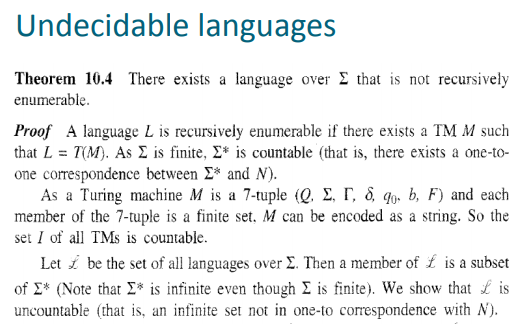 Undecidable languages
Theorem 10.4 There exists a language over Σ that is not recursively
enumerable.
Proof A language L is recursively enumerable if there exists a TM M such
that L = T(M). As Σ is finite, Σ* is countable (that is, there exists a one-to-
one correspondence between Σ* and N).
As a Turing machine M is a 7-tuple (Q, Σ, Γ, δ, q₀, b, F) and each
member of the 7-tuple is a finite set, M can be encoded as a string. So the
set I of all TMs is countable.
Let ℒ be the set of all languages over Σ. Then a member of ℒ is a subset
of Σ* (Note that Σ* is infinite even though Σ is finite). We show that ℒ is
uncountable (that is, an infinite set not in one-to correspondence with N).